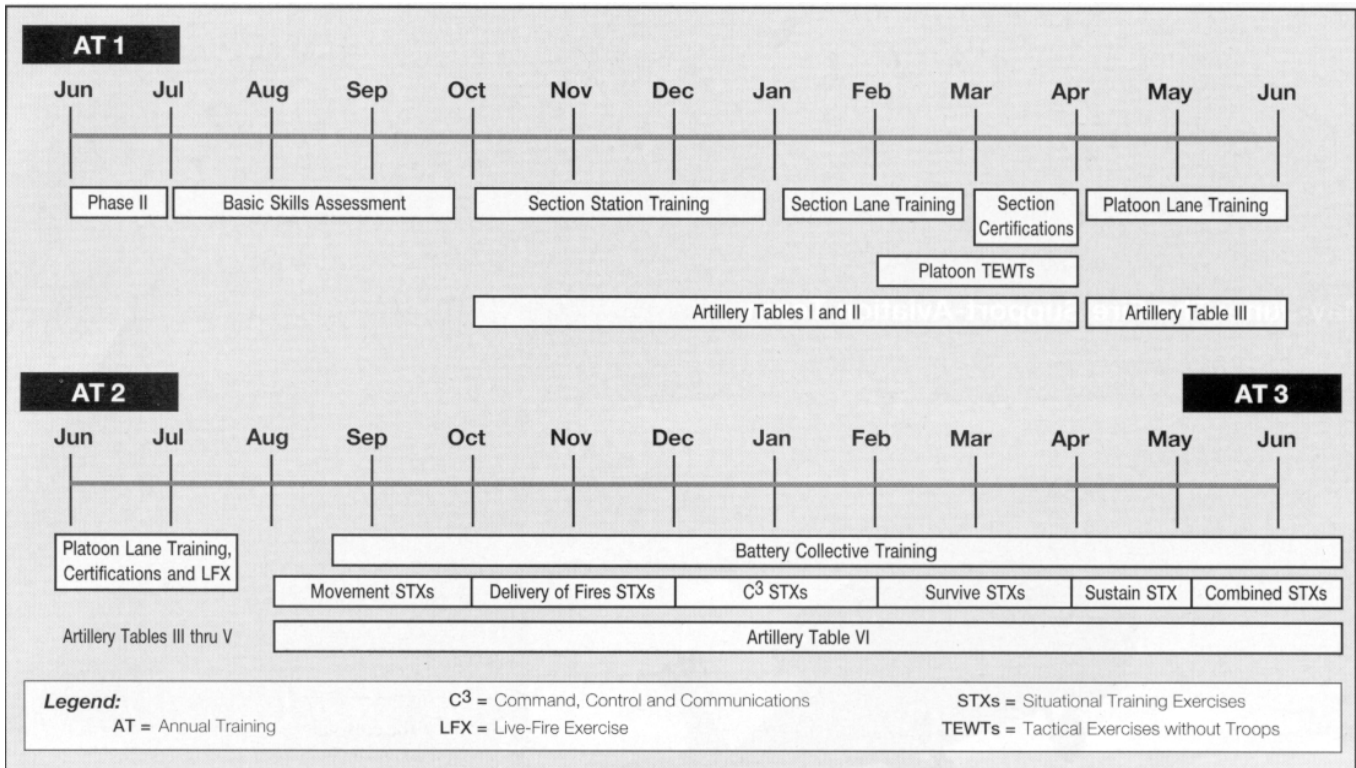 AT 1
Jun Jul Aug Sep Oct Nov Dec Jan Feb Mar Apr May Jun
Phase II
Basic Skills Assessment
Section Station Training
Section Lane Training
Section
Certifications
Platoon Lane Training
Platoon TEWTs
Artillery Tables I and II
Artillery Table III
AT 2
AT 3
Jun Jul Aug Sep Oct Nov Dec Jan Feb Mar Apr May Jun
Platoon Lane Training,
Certifications and LFX
Battery Collective Training
Movement STXs
Delivery of Fires STXs
C³ STXs
Survive STXs
Sustain STX
Combined STXs
Artillery Tables III thru V
Artillery Table VI
Legend:
AT = Annual Training
C³ = Command, Control and Communications
LFX = Live-Fire Exercise
STXs = Situational Training Exercises
TEWTs = Tactical Exercises without Troops